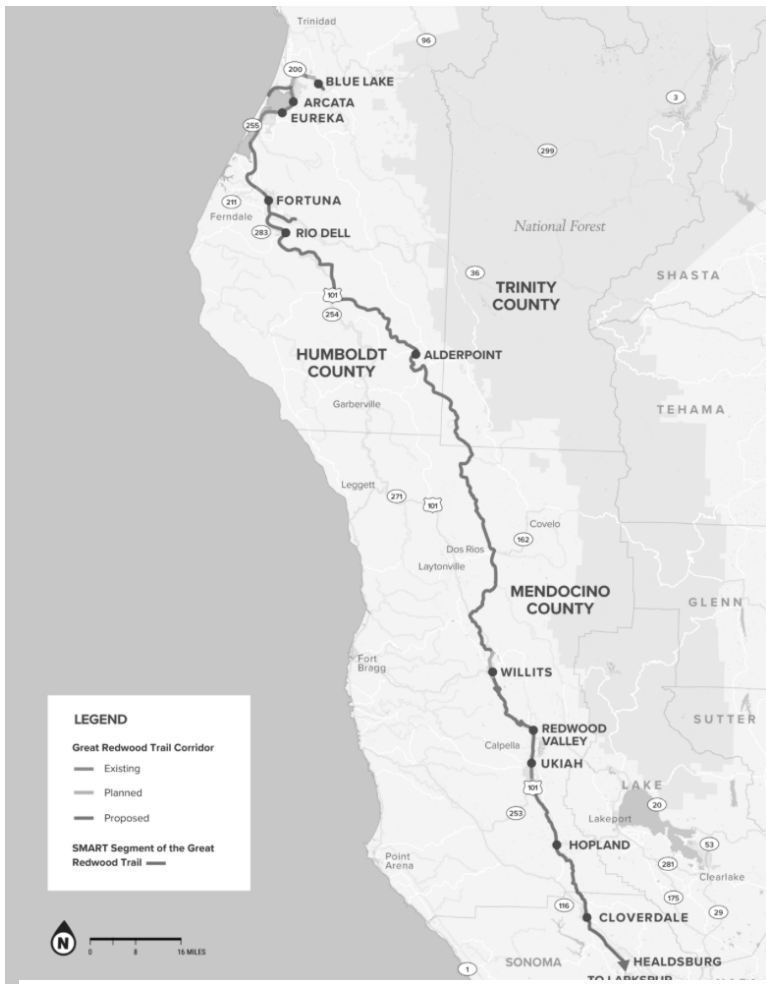 Trinidad
96
200
BLUE LAKE
3
ARCATA
EUREKA
255
299
FORTUNA
211
Ferndale
283
RIO DELL
National Forest
36
SHASTA
TRINITY
COUNTY
101
254
HUMBOLDT
COUNTY
ALDERPOINT
Garberville
TEHAMA
Leggett
271
101
Covelo
162
Dos Rios
Laytonville
MENDOCINO
COUNTY
GLENN
Fort
Bragg
WILLITS
SUTTER
REDWOOD
VALLEY
Calpella
UKIAH
101
LAKE
20
253
Lakeport
HOPLAND
53
281
Clearlake
Point
Arena
175
116
29
CLOVERDALE
SONOMA
HEALDSBURG
1
TO LARKSPUR
LEGEND
Great Redwood Trail Corridor
Existing
Planned
Proposed
SMART Segment of the Great
Redwood Trail
N
0 8 16 MILES